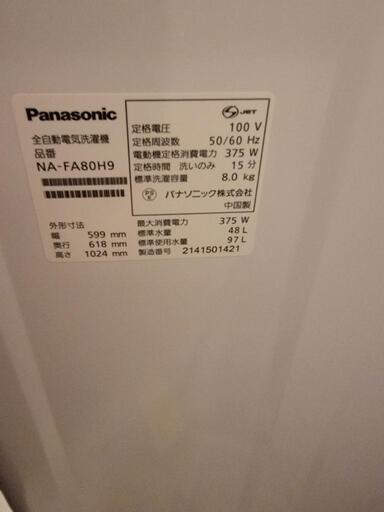 Panasonic
全自動電気洗濯機
品番
NA-FA80H9
外形寸法
幅 599 mm
奥行 618 mm
高さ 1024 mm
S JET
定格電圧 100 V
定格周波数 50/60 Hz
電動機定格消費電力 375 W
定格時間 洗いのみ 15 分
標準洗濯容量 8.0 kg
PS E パナソニック株式会社
中国製
最大消費電力 375 W
標準水量 48 L
標準使用水量 97 L
製造番号 2141501421